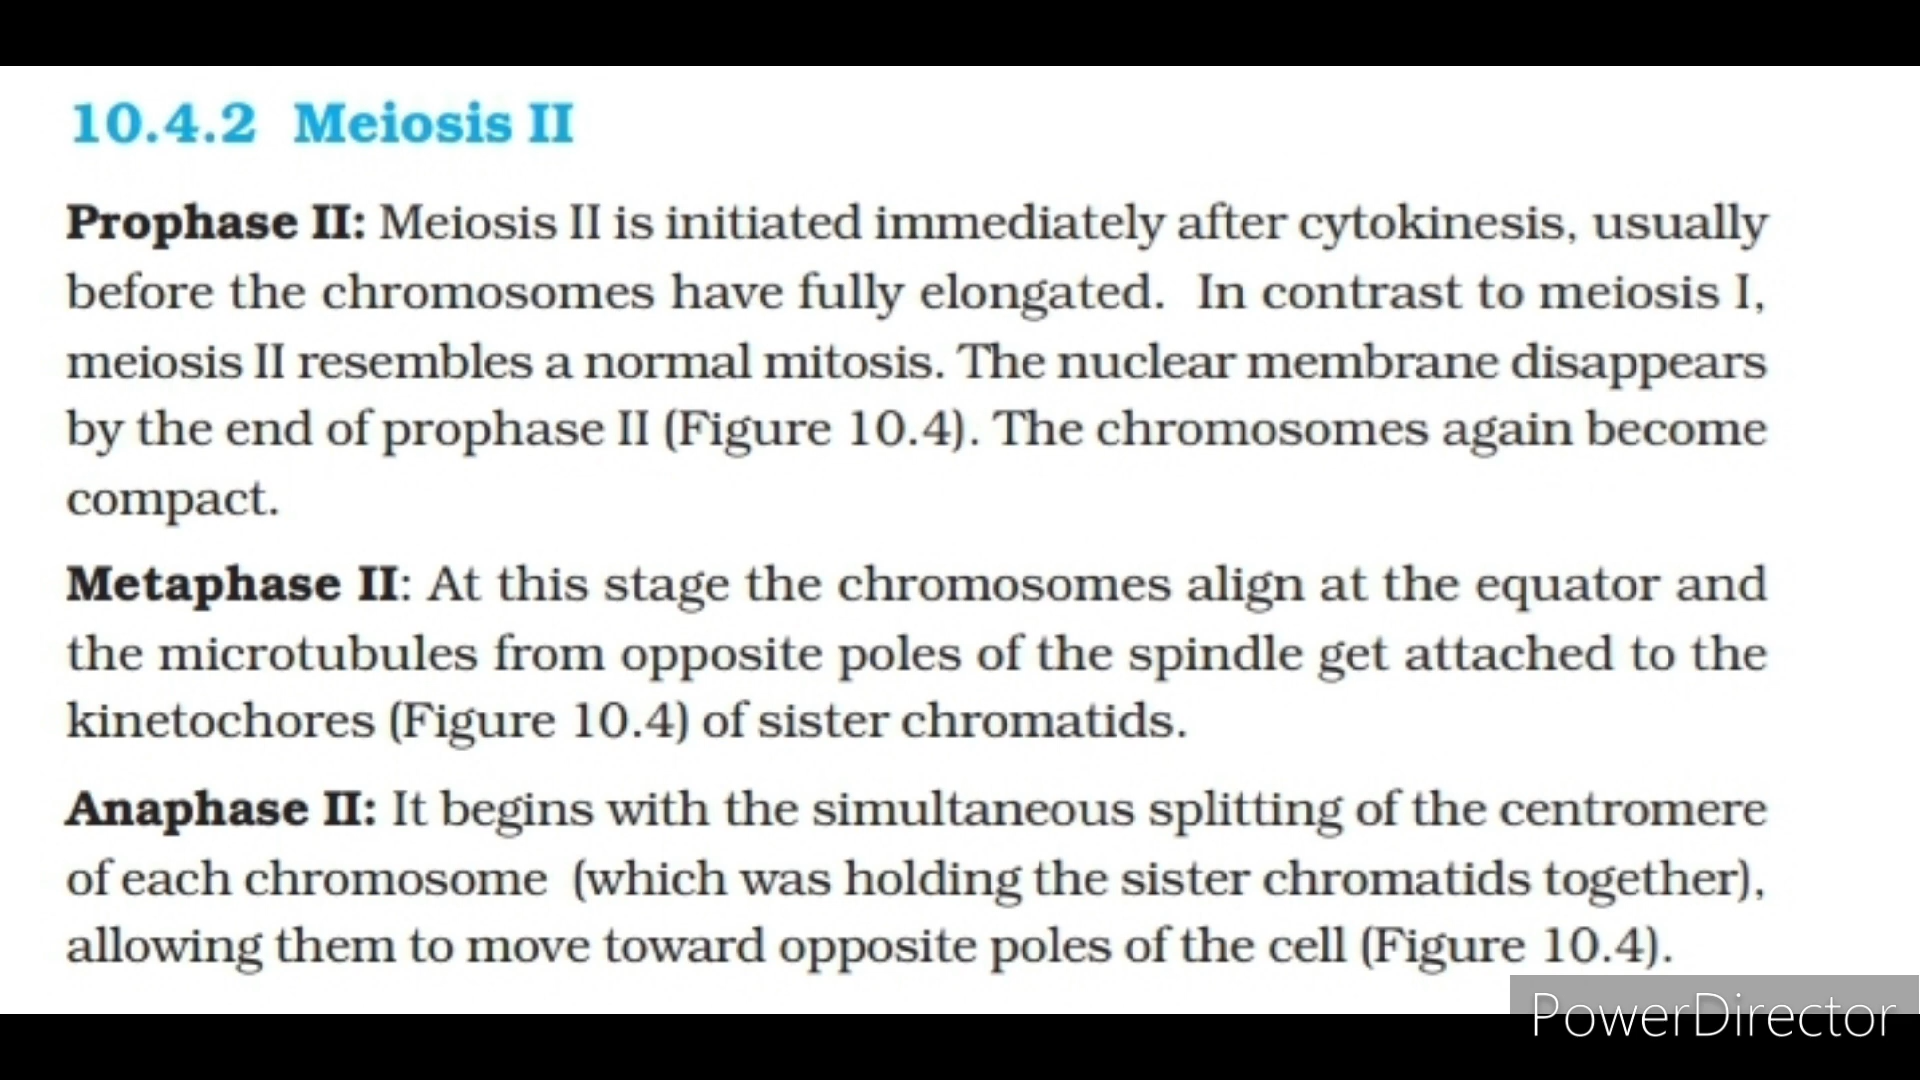 10.4.2 Meiosis II
Prophase II: Meiosis II is initiated immediately after cytokinesis, usually
before the chromosomes have fully elongated. In contrast to meiosis I,
meiosis II resembles a normal mitosis. The nuclear membrane disappears
by the end of prophase II (Figure 10.4). The chromosomes again become
compact.
Metaphase II: At this stage the chromosomes align at the equator and
the microtubules from opposite poles of the spindle get attached to the
kinetochores (Figure 10.4) of sister chromatids.
Anaphase II: It begins with the simultaneous splitting of the centromere
of each chromosome (which was holding the sister chromatids together),
allowing them to move toward opposite poles of the cell (Figure 10.4).
PowerDirector